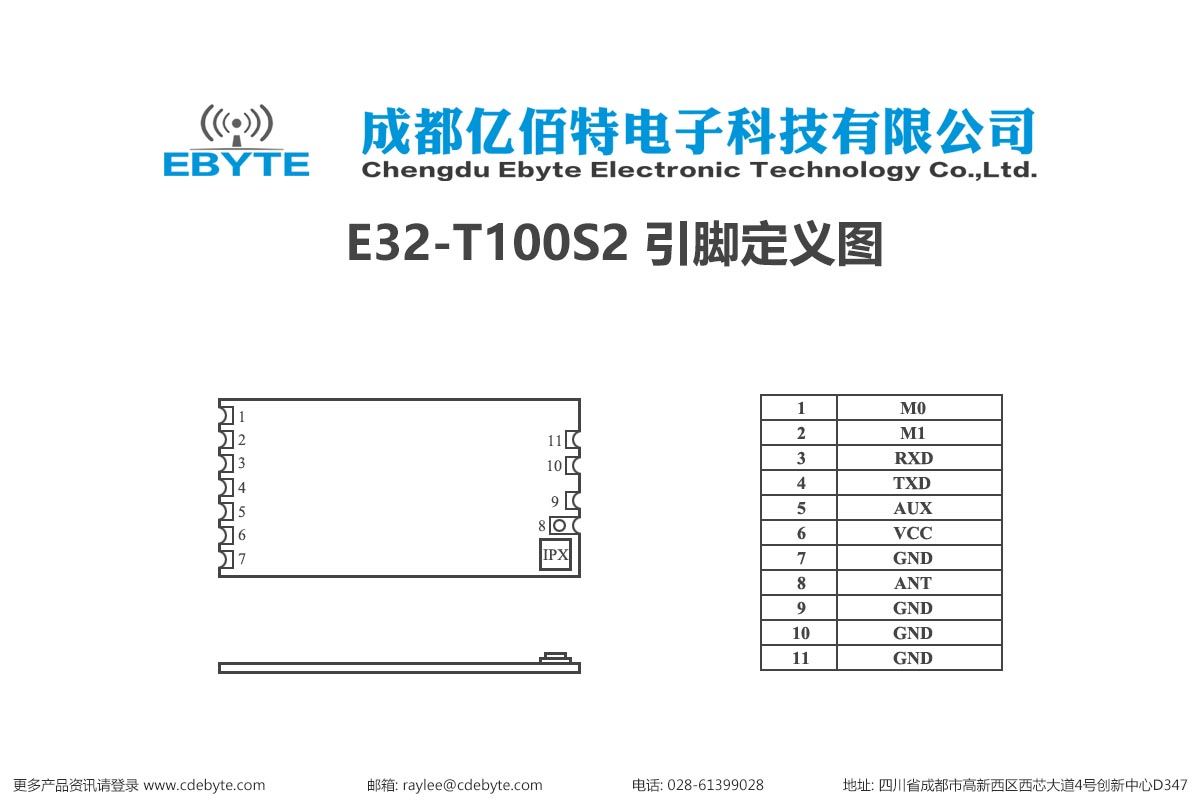 EBYTE
成都亿佰特电子科技有限公司
Chengdu Ebyte Electronic Technology Co.,Ltd.
E32-T100S2 引脚定义图
1
2
3
4
5
6
7
11
10
9
8
IPX
1 M0
2 M1
3 RXD
4 TXD
5 AUX
6 VCC
7 GND
8 ANT
9 GND
10 GND
11 GND
更多产品资讯请登录 www.cdebyte.com 邮箱: raylee@cdebyte.com 电话: 028-61399028 地址: 四川省成都市高新西区西芯大道4号创新中心D347